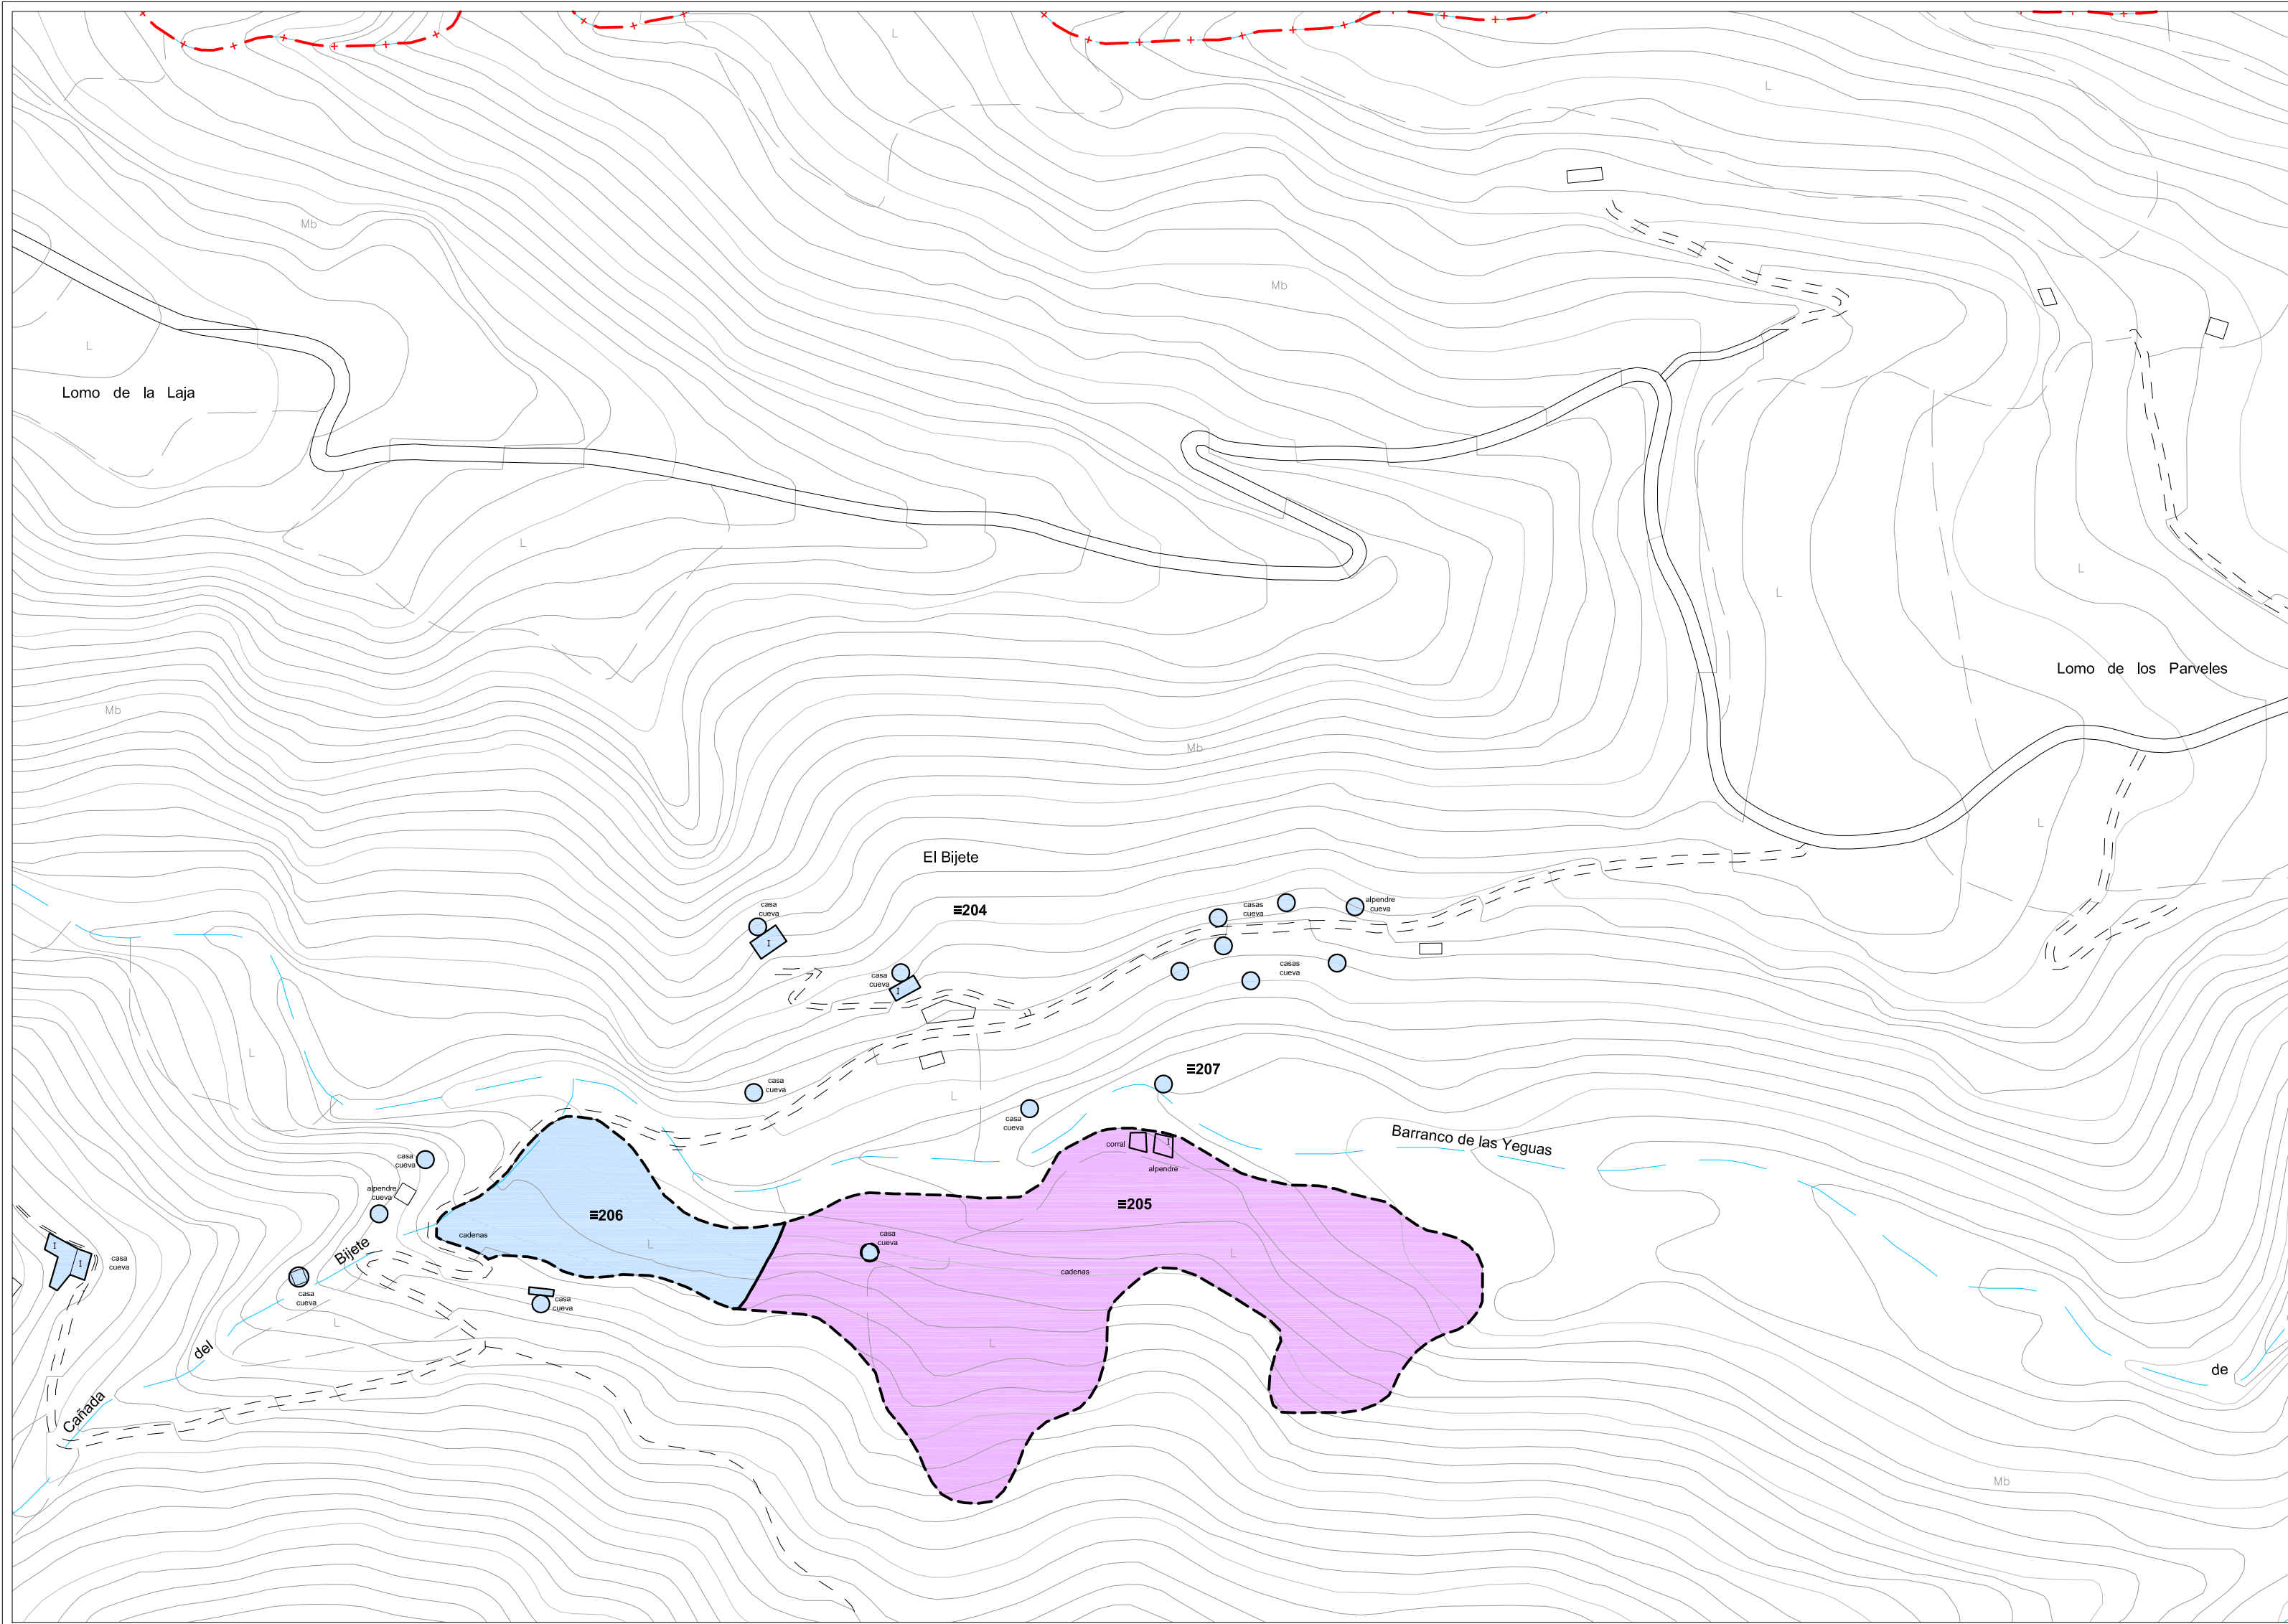 L
L
Mb
Mb
L
Lomo de la Laja
L
L
L
Lomo de los Parveles
Mb
Mb
L
El Bijete
casa
cueva
≡204
I
casas
cueva
alpendre
cueva
casa
cueva
I
casas
cueva
L
≡207
casa
cueva
L
casa
cueva
Barranco de las Yeguas
corral
I
alpendre
casa
cueva
alpendre
cueva
≡206
≡205
cadenas
casa
cueva
L
L
I
I
casa
cueva
Bijete
cadenas
casa
cueva
casa
cueva
L
L
del
de
Cañada
Mb